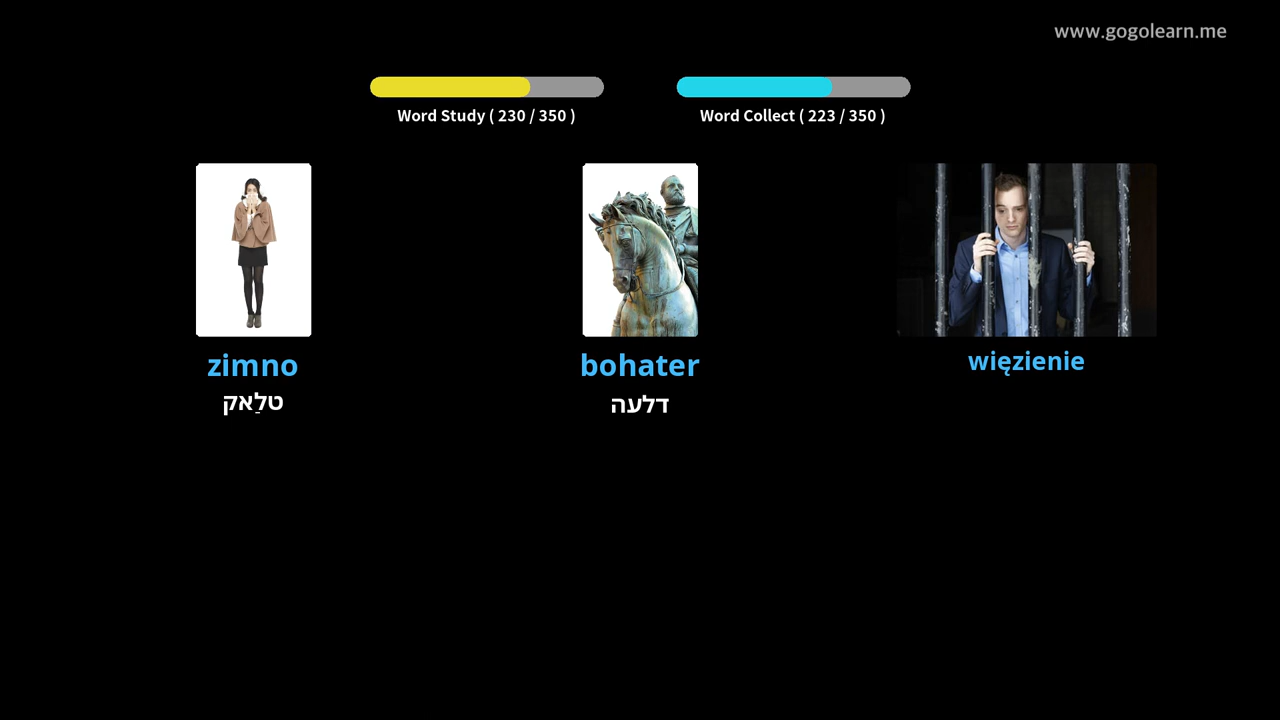 www.gogolearn.me
Word Study ( 230 / 350 )
Word Collect ( 223 / 350 )
zimno
bohater
więzienie
טלַאק
דלעה